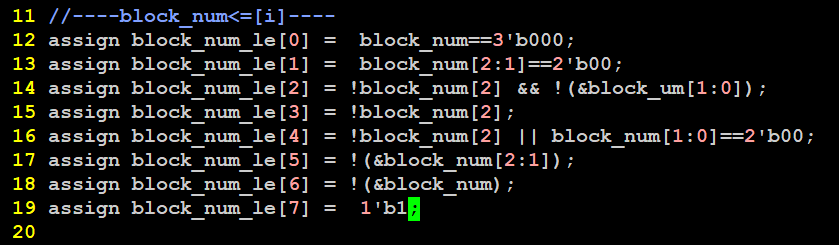 11 //----block_num<=[i]----
12 assign block_num_le[0] =  block_num==3'b000;
13 assign block_num_le[1] =  block_num[2:1]==2'b00;
14 assign block_num_le[2] = !block_num[2] && !(&block_um[1:0]);
15 assign block_num_le[3] = !block_num[2];
16 assign block_num_le[4] = !block_num[2] || block_num[1:0]==2'b00;
17 assign block_num_le[5] = !(&block_num[2:1]);
18 assign block_num_le[6] = !(&block_num);
19 assign block_num_le[7] =  1'b1;
20